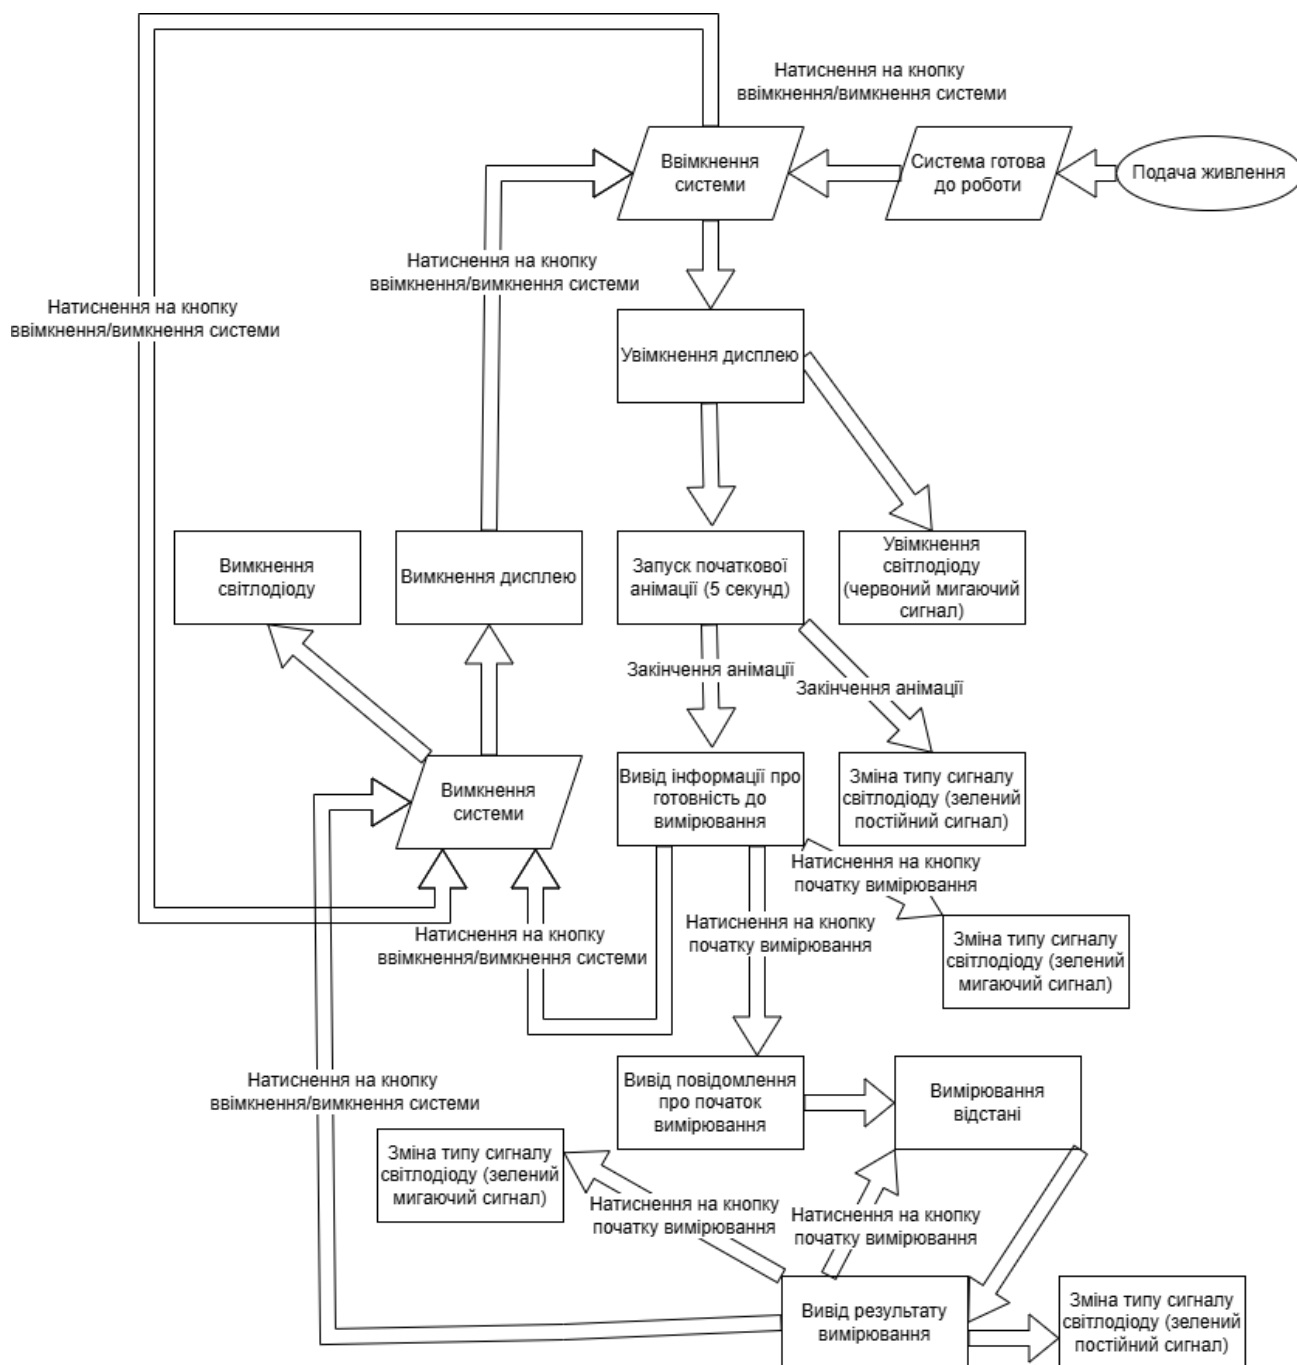 Натиснення на кнопку
ввімкнення/вимкнення системи
Ввімкнення
системи
Система готова
до роботи
Подача живлення
Натиснення на кнопку
ввімкнення/вимкнення системи
Натиснення на кнопку
ввімкнення/вимкнення системи
Увімкнення дисплею
Вимкнення
світлодіоду
Вимкнення дисплею
Запуск початкової
анімації (5 секунд)
Увімкнення
світлодіоду
(червоний мигаючий
сигнал)
Закінчення анімації
Закінчення анімації
Вимкнення
системи
Вивід інформації про
готовність до
вимірювання
Зміна типу сигналу
світлодіоду (зелений
постійний сигнал)
Натиснення на кнопку
початку вимірювання
Натиснення на кнопку
початку вимірювання
Натиснення на кнопку
ввімкнення/вимкнення системи
Зміна типу сигналу
світлодіоду (зелений
мигаючий сигнал)
Натиснення на кнопку
ввімкнення/вимкнення системи
Вивід повідомлення
про початок
вимірювання
Вимірювання
відстані
Зміна типу сигналу
світлодіоду (зелений
мигаючий сигнал)
Натиснення на кнопку
початку вимірювання
Натиснення на кнопку
початку вимірювання
Вивід результату
вимірювання
Зміна типу сигналу
світлодіоду (зелений
постійний сигнал)